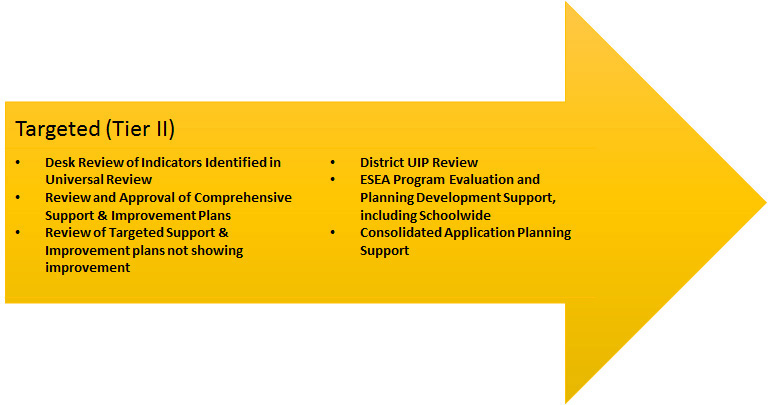 Targeted (Tier II)
• Desk Review of Indicators Identified in
Universal Review
• Review and Approval of Comprehensive
Support & Improvement Plans
• Review of Targeted Support &
Improvement plans not showing
improvement
• District UIP Review
• ESEA Program Evaluation and
Planning Development Support,
including Schoolwide
• Consolidated Application Planning
Support